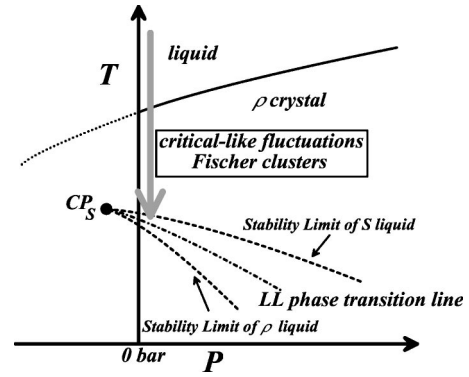 liquid
T
ρ crystal
critical-like fluctuations
Fischer clusters
CPS
Stability Limit of S liquid
LL phase transition line
Stability Limit of ρ liquid
0 bar
P